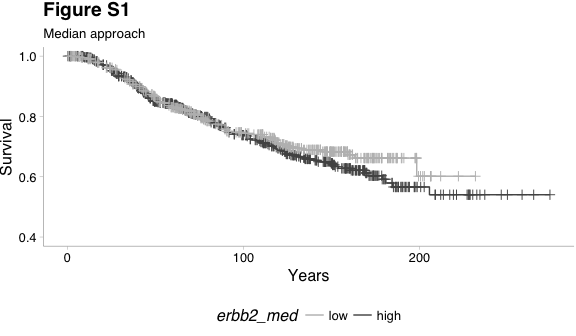 Figure S1
Median approach
1.0
0.8
0.6
0.4
Survival
0 100 200
Years
erbb2_med low high